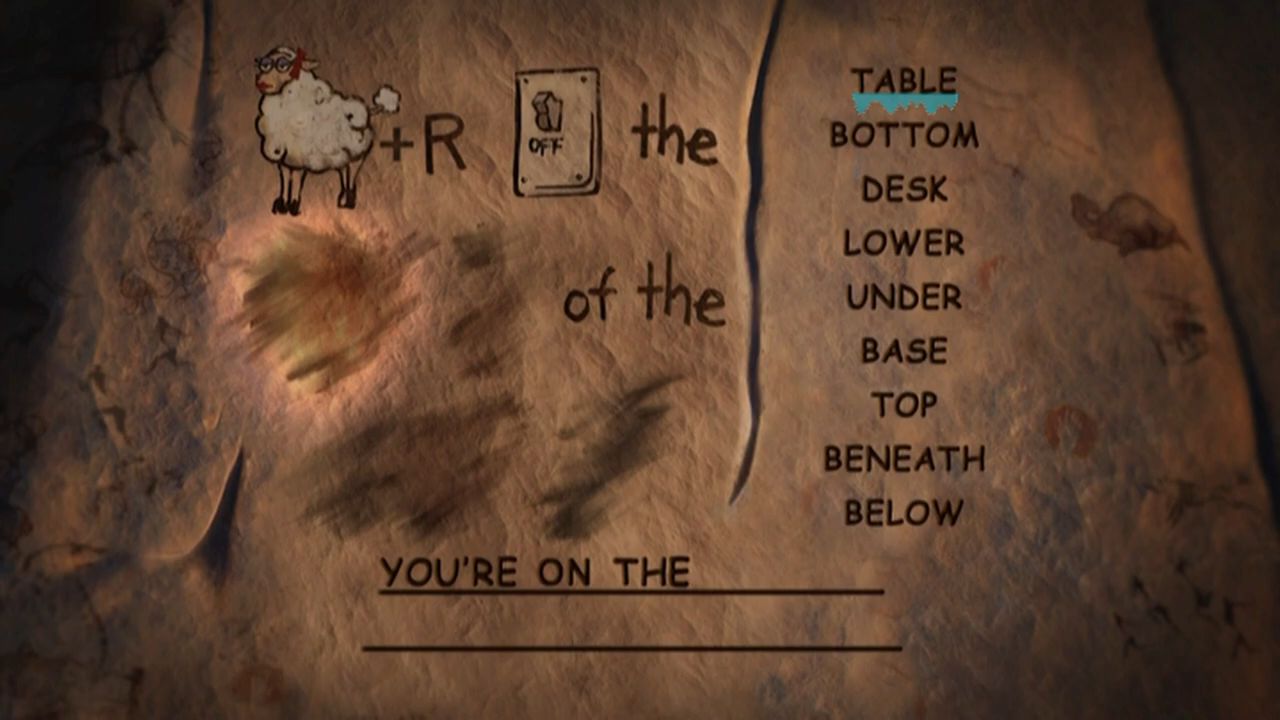 +R OFF the
of the
TABLE
BOTTOM
DESK
LOWER
UNDER
BASE
TOP
BENEATH
BELOW
YOU'RE ON THE